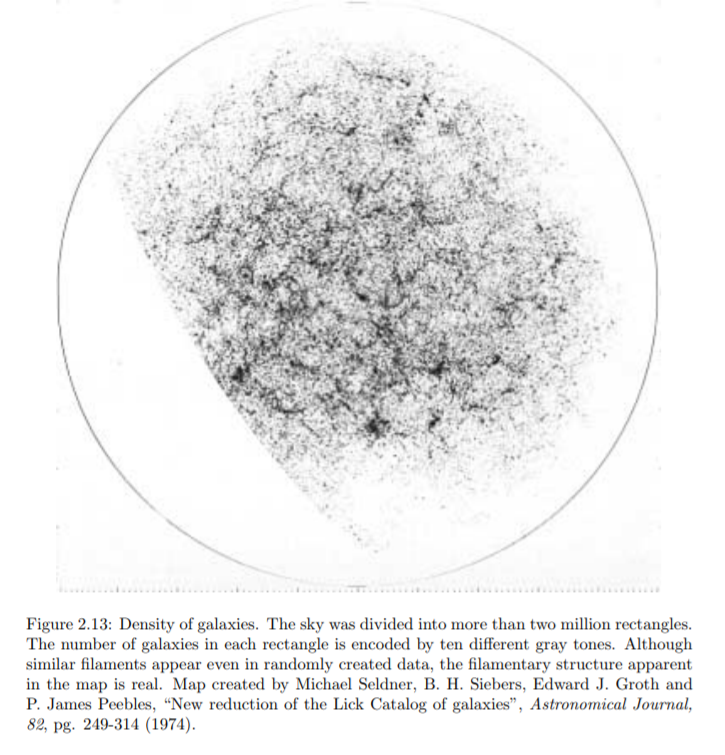 Figure 2.13: Density of galaxies. The sky was divided into more than two million rectangles.
The number of galaxies in each rectangle is encoded by ten different gray tones. Although
similar filaments appear even in randomly created data, the filamentary structure apparent
in the map is real. Map created by Michael Seldner, B. H. Siebers, Edward J. Groth and
P. James Peebles, “New reduction of the Lick Catalog of galaxies”, Astronomical Journal,
82, pg. 249-314 (1974).